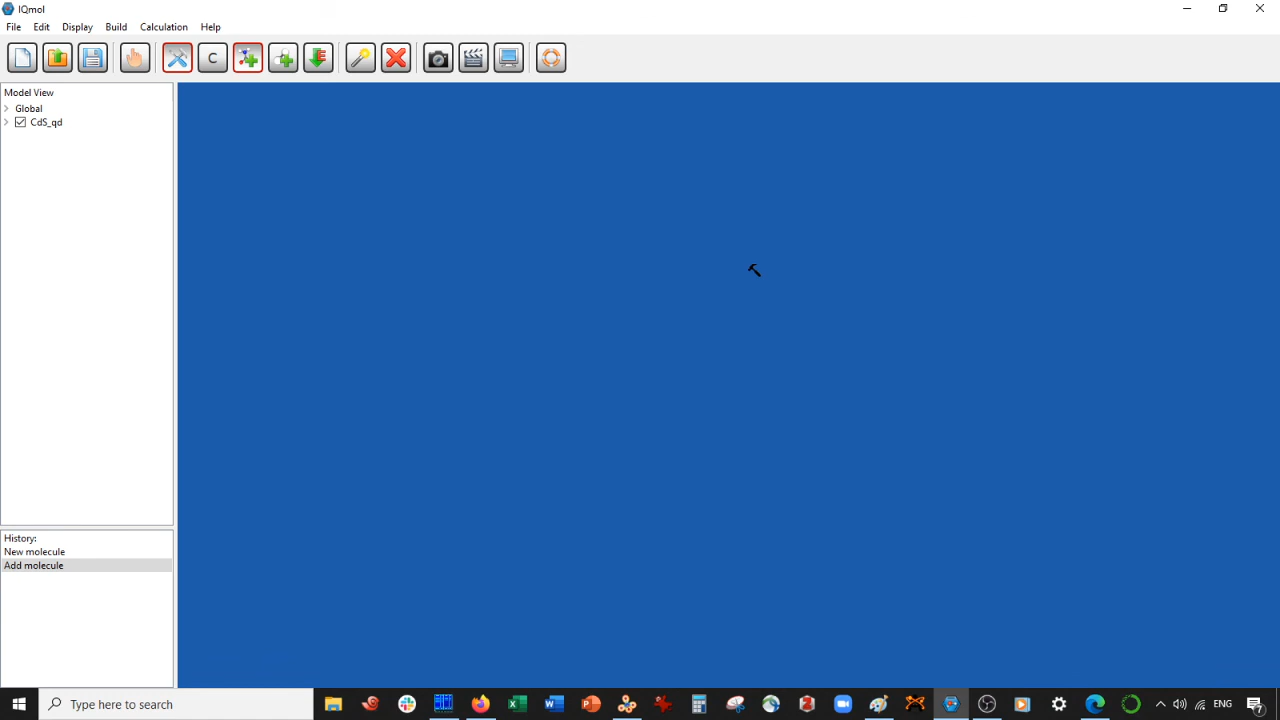 IQmol
File Edit Display Build Calculation Help
C
Model View
Global
CdS_qd
History:
New molecule
Add molecule
Type here to search
ENG
7